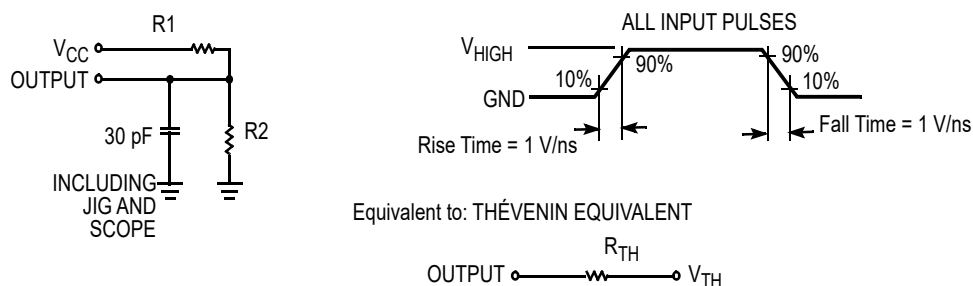 R1
VCC
OUTPUT
30 pF
R2
INCLUDING
JIG AND
SCOPE
ALL INPUT PULSES
VHIGH
GND
10%
90%
90%
10%
Rise Time = 1 V/ns
Fall Time = 1 V/ns
Equivalent to: THÉVENIN EQUIVALENT
RTH
OUTPUT
VTH